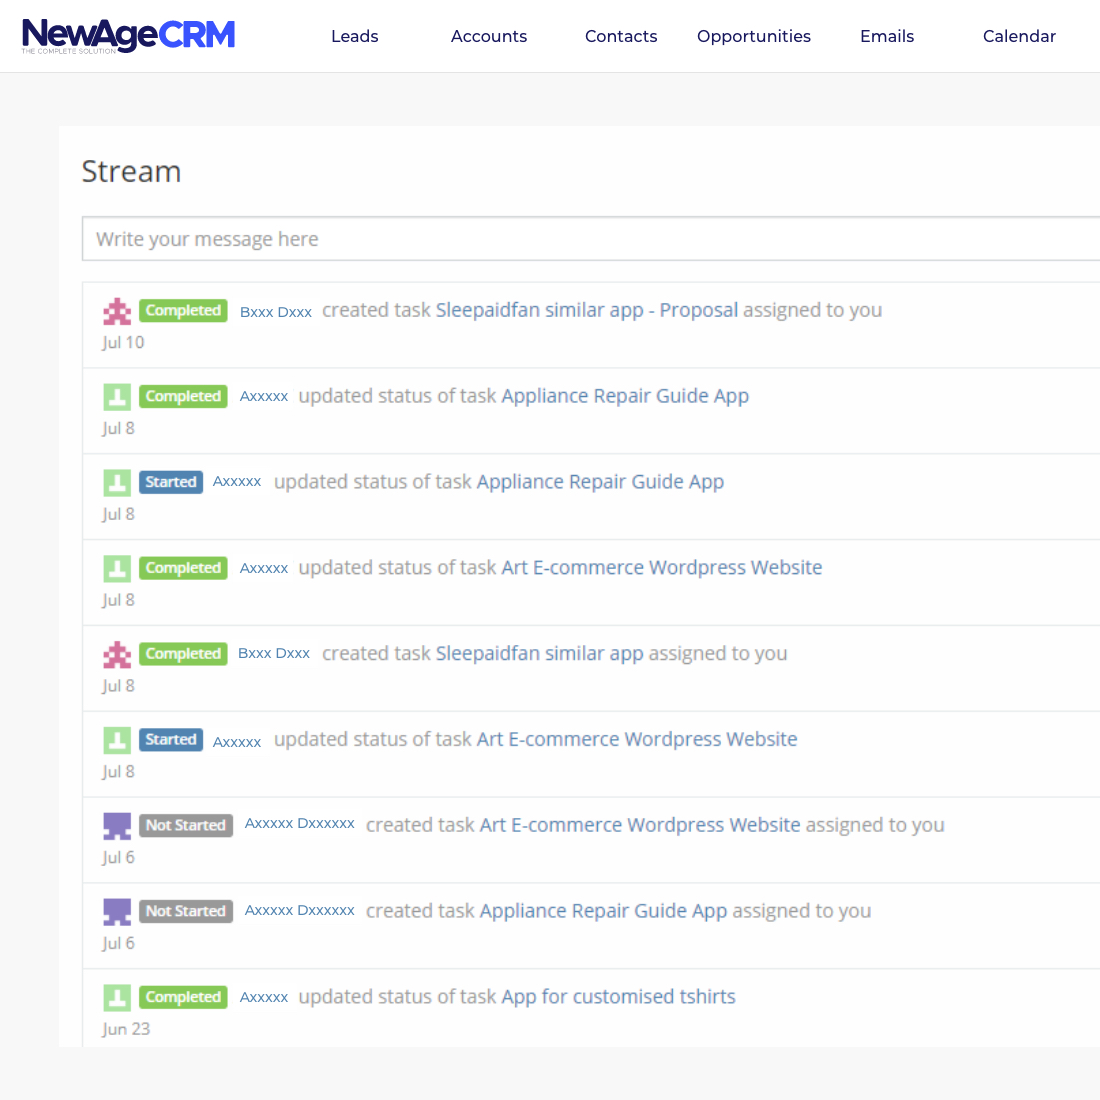 NewAgeCRM
THE COMPLETE SOLUTION
Leads Accounts Contacts Opportunities Emails Calendar
Stream
Write your message here
Completed Bxxx Dxxx created task Sleepaidfan similar app - Proposal assigned to you
Jul 10
Completed Axxxxx updated status of task Appliance Repair Guide App
Jul 8
Started Axxxxx updated status of task Appliance Repair Guide App
Jul 8
Completed Axxxxx updated status of task Art E-commerce Wordpress Website
Jul 8
Completed Bxxx Dxxx created task Sleepaidfan similar app assigned to you
Jul 8
Started Axxxxx updated status of task Art E-commerce Wordpress Website
Jul 8
Not Started Axxxxx Dxxxxxx created task Art E-commerce Wordpress Website assigned to you
Jul 6
Not Started Axxxxx Dxxxxxx created task Appliance Repair Guide App assigned to you
Jul 6
Completed Axxxxx updated status of task App for customised tshirts
Jun 23